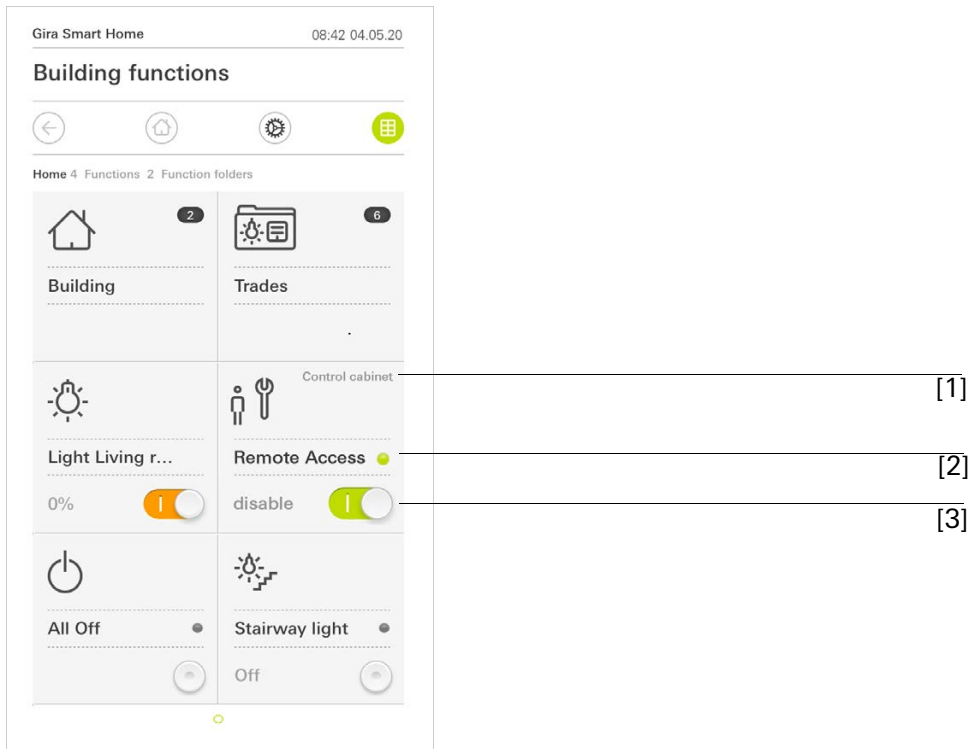 Gira Smart Home 08:42 04.05.20
Building functions
Home 4 Functions 2 Function folders
2 6
Building Trades
.
Control cabinet
[1]
Light Living r... Remote Access
[2]
0% disable
[3]
All Off Stairway light
Off